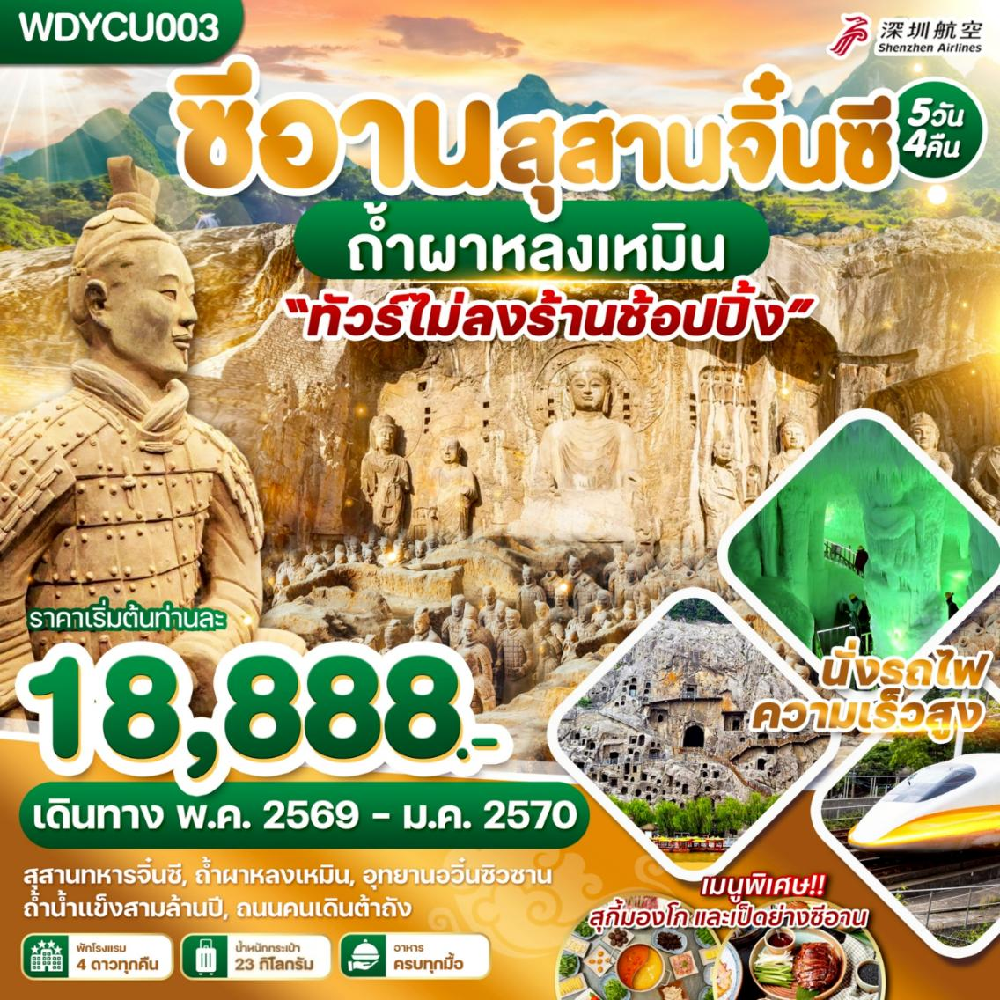 WDYCU003
深圳航空
Shenzhen Airlines
ซีอานสุสานจิ๋นซี
5วัน
4คืน
ถ้ำผาหลงเหมิน
"ทัวร์ไม่ลงร้านช้อปปิ้ง"
ราคาเริ่มต้นท่านละ
18,888.-
นั่งรถไฟ
ความเร็วสูง
เดินทาง พ.ค. 2569 - ม.ค. 2570
สุสานทหารจิ๋นซี, ถ้ำผาหลงเหมิน, อุทยานอวิ๋นซิวซาน
ถ้ำน้ำแข็งสามล้านปี, ถนนคนเดินต้าถัง
เมนูพิเศษ!!
สุกี้มองโก และเป็ดย่างซีอาน
พักโรงแรม
4 ดาวทุกคืน
น้ำหนักกระเป๋า
23 กิโลกรัม
อาหาร
ครบทุกมื้อ